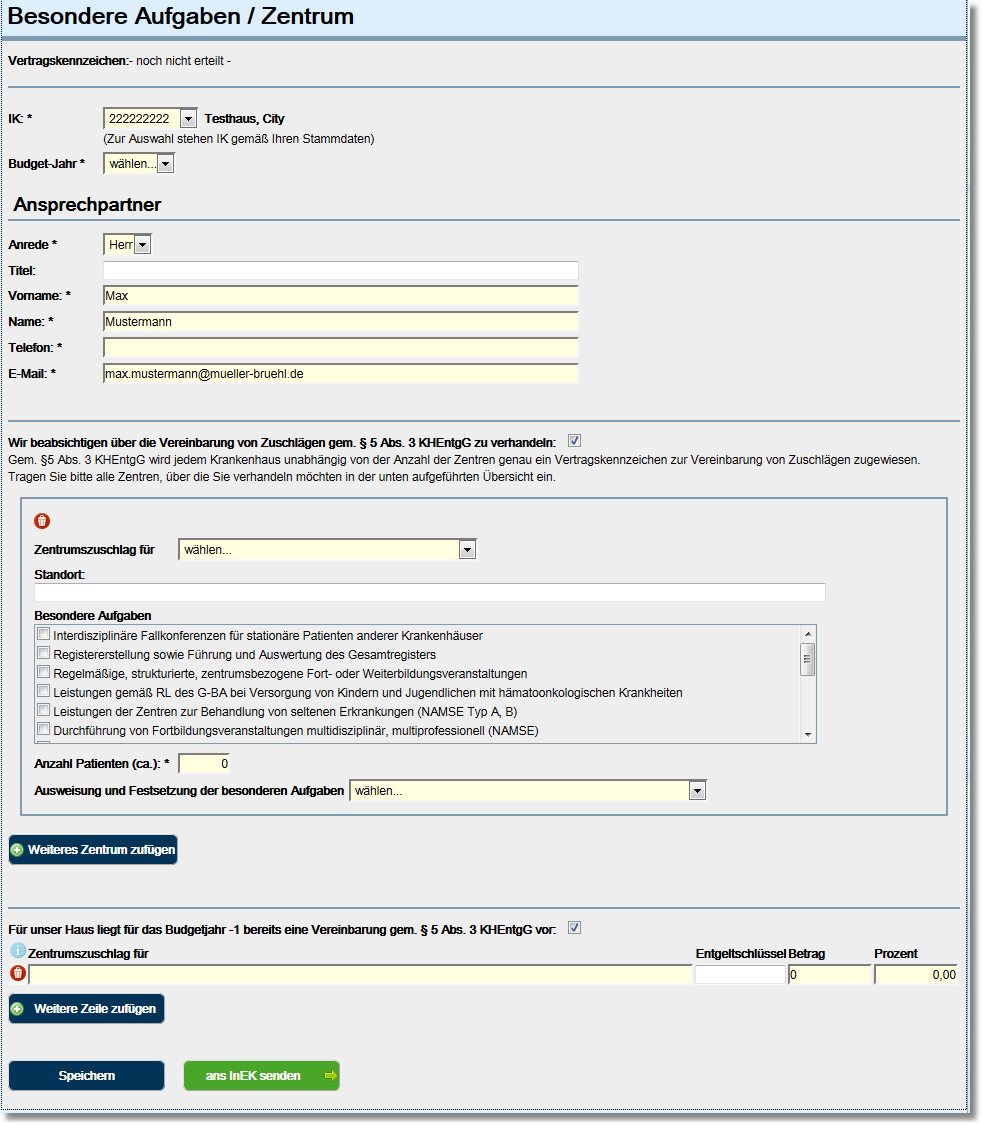 Besondere Aufgaben / Zentrum
Vertragskennzeichen:- noch nicht erteilt -
IK: * 222222222 Testhaus, City
(Zur Auswahl stehen IK gemäß Ihren Stammdaten)
Budget-Jahr * wählen...
Ansprechpartner
Anrede * Herr
Titel:
Vorname: * Max
Name: * Mustermann
Telefon: *
E-Mail: * max.mustermann@mueller-bruehl.de
Wir beabsichtigen über die Vereinbarung von Zuschlägen gem. § 5 Abs. 3 KHEntgG zu verhandeln:
Gem. §5 Abs. 3 KHEntgG wird jedem Krankenhaus unabhängig von der Anzahl der Zentren genau ein Vertragskennzeichen zur Vereinbarung von Zuschlägen zugewiesen.
Tragen Sie bitte alle Zentren, über die Sie verhandeln möchten in der unten aufgeführten Übersicht ein.
Zentrumszuschlag für wählen...
Standort:
Besondere Aufgaben
Interdisziplinäre Fallkonferenzen für stationäre Patienten anderer Krankenhäuser
Registererstellung sowie Führung und Auswertung des Gesamtregisters
Regelmäßige, strukturierte, zentrumsbezogene Fort- oder Weiterbildungsveranstaltungen
Leistungen gemäß RL des G-BA bei Versorgung von Kindern und Jugendlichen mit hämatoonkologischen Krankheiten
Leistungen der Zentren zur Behandlung von seltenen Erkrankungen (NAMSE Typ A, B)
Durchführung von Fortbildungsveranstaltungen multidisziplinär, multiprofessionell (NAMSE)
Anzahl Patienten (ca.): * 0
Ausweisung und Festsetzung der besonderen Aufgaben wählen...
Weiteres Zentrum zufügen
Für unser Haus liegt für das Budgetjahr -1 bereits eine Vereinbarung gem. § 5 Abs. 3 KHEntgG vor:
Zentrumszuschlag für Entgeltschlüssel Betrag Prozent
0 0,00
Weitere Zeile zufügen
Speichern ans InEK senden